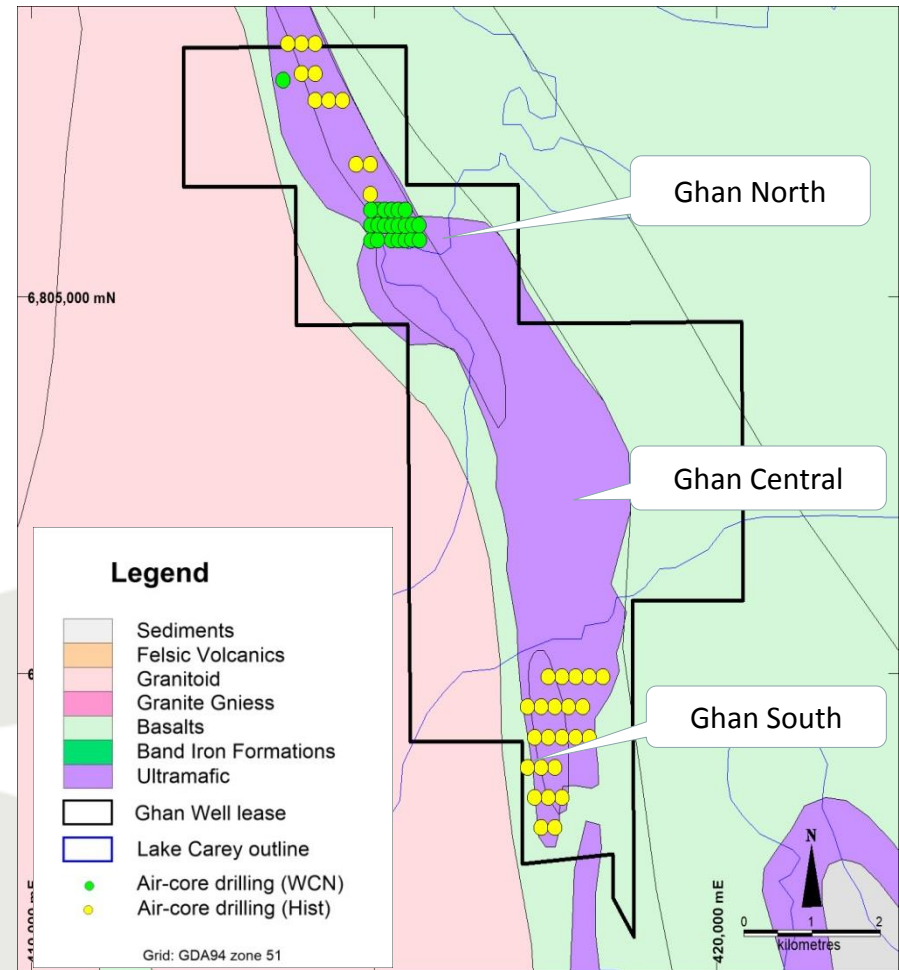 Ghan North
6,805,000 mN
Ghan Central
Legend
Sediments
Felsic Volcanics
Granitoid
Granite Gniess
Basalts
Band Iron Formations
Ultramafic
Ghan Well lease
Lake Carey outline
Air-core drilling (WCN)
Air-core drilling (Hist)
Grid: GDA94 zone 51
Ghan South
N
420,000 mE
0 1 2
kilometres